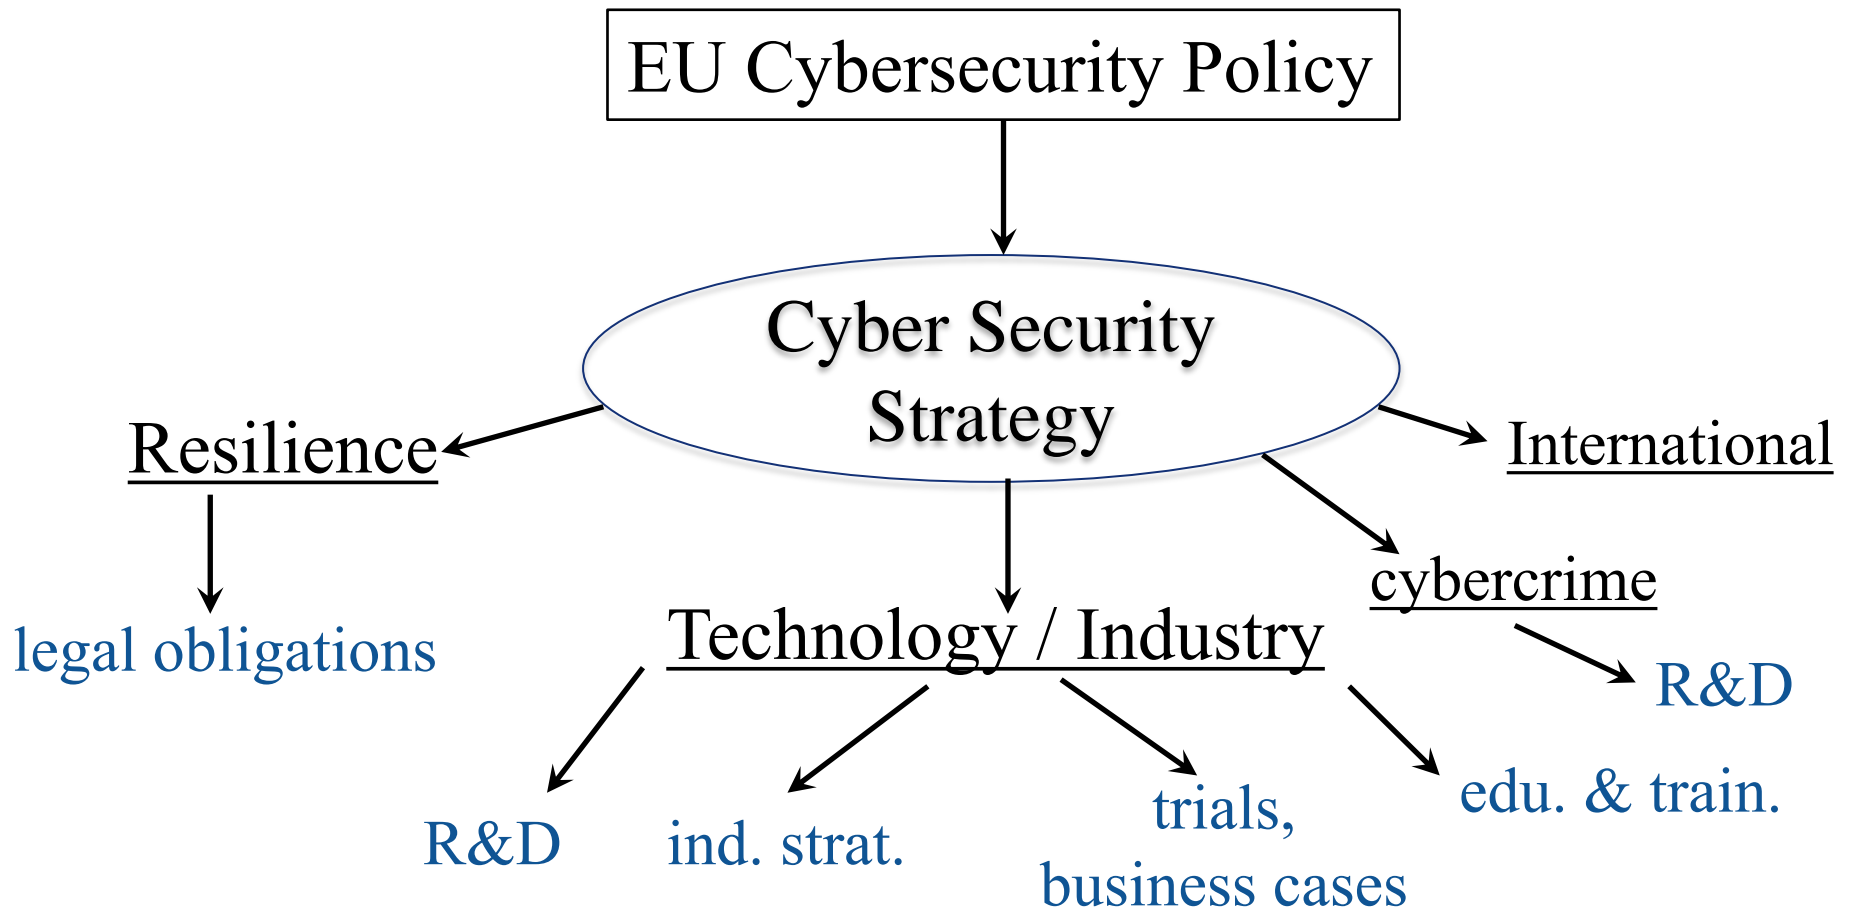 EU Cybersecurity Policy
Cyber Security
Strategy
Resilience
International
cybercrime
legal obligations
Technology / Industry
R&D
edu. & train.
trials,
R&D
ind. strat.
business cases